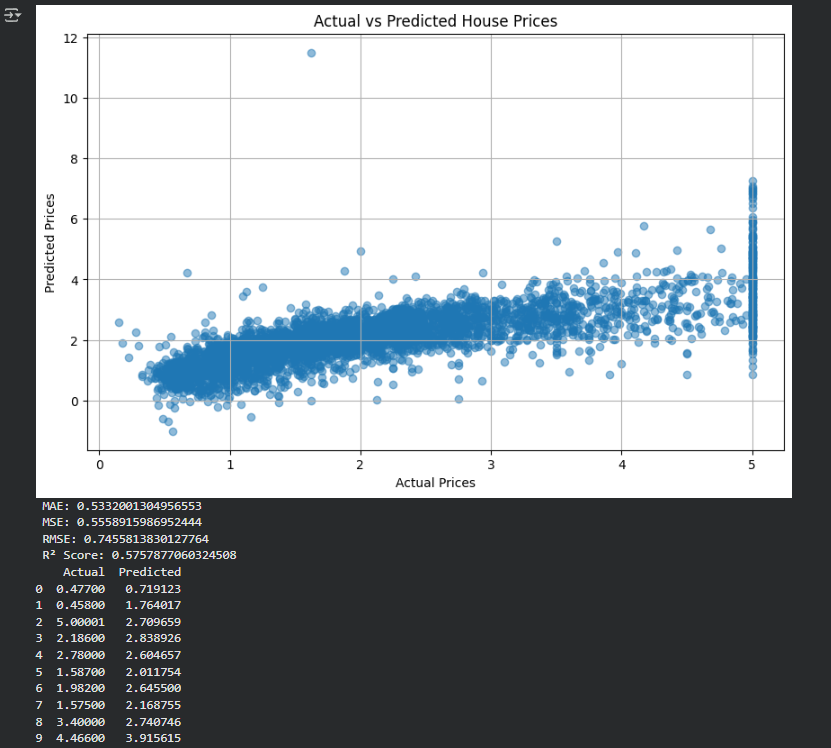 Actual vs Predicted House Prices
12
10
8
6
4
2
0
Predicted Prices
0 1 2 3 4 5
Actual Prices
MAE: 0.5332001304956553
MSE: 0.5558915986952444
RMSE: 0.7455813830127764
R² Score: 0.5757877060324508
Actual Predicted
0 0.47700 0.719123
1 0.45800 1.764017
2 5.00001 2.709659
3 2.18600 2.838926
4 2.78000 2.604657
5 1.58700 2.011754
6 1.98200 2.645500
7 1.57500 2.168755
8 3.40000 2.740746
9 4.46600 3.915615